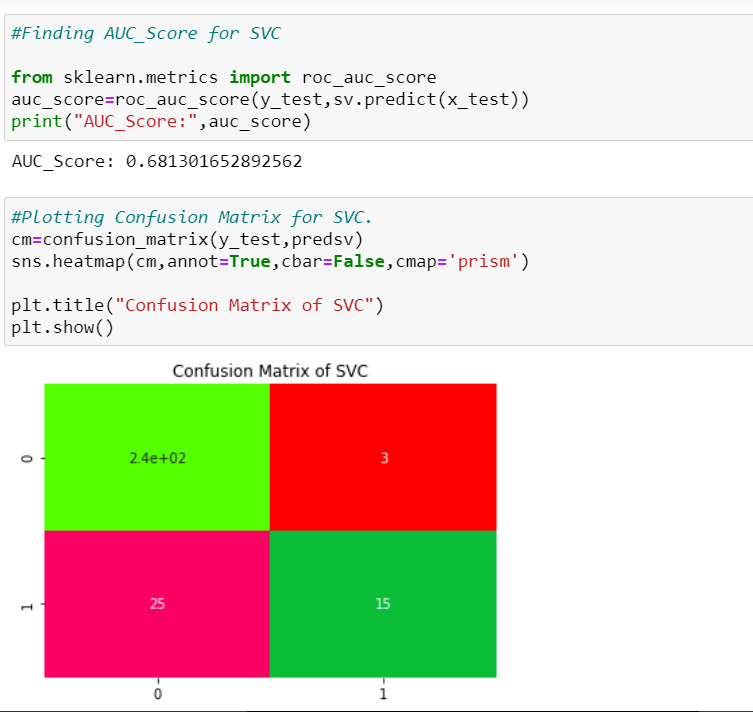 #Finding AUC_Score for SVC
from sklearn.metrics import roc_auc_score
auc_score=roc_auc_score(y_test,sv.predict(x_test))
print("AUC_Score:",auc_score)
AUC_Score: 0.681301652892562
#Plotting Confusion Matrix for SVC.
cm=confusion_matrix(y_test,predsv)
sns.heatmap(cm,annot=True,cbar=False,cmap='prism')
plt.title("Confusion Matrix of SVC")
plt.show()
Confusion Matrix of SVC
0 2.4e+02 3
1 25 15
0 1